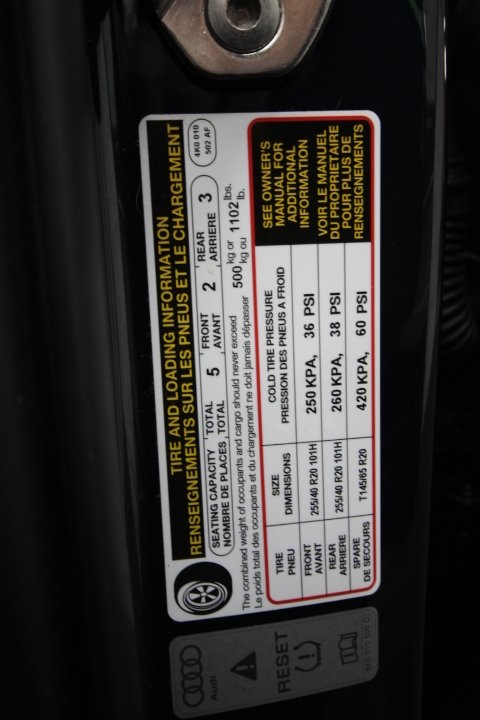 TIRE AND LOADING INFORMATION
RENSEIGNEMENTS SUR LES PNEUS ET LE CHARGEMENT
4K0 010
502 AF
SEATING CAPACITY TOTAL 5 FRONT 2 REAR 3
NOMBRE DE PLACES TOTAL AVANT ARRIERE
The combined weight of occupants and cargo should never exceed 500 kg or 1102 lbs.
Le poids total des occupants et du chargement ne doit jamais dépasser kg ou lb.
TIRE SIZE COLD TIRE PRESSURE
PNEU DIMENSIONS PRESSION DES PNEUS A FROID
FRONT 255/40 R20 101H 250 KPA, 36 PSI
AVANT
REAR 255/40 R20 101H 260 KPA, 38 PSI
ARRIERE
SPARE T145/65 R20 420 KPA, 60 PSI
DE SECOURS
SEE OWNER'S
MANUAL FOR
ADDITIONAL
INFORMATION
VOIR LE MANUEL
DU PROPRIETAIRE
POUR PLUS DE
RENSEIGNEMENTS
Audi
RESET